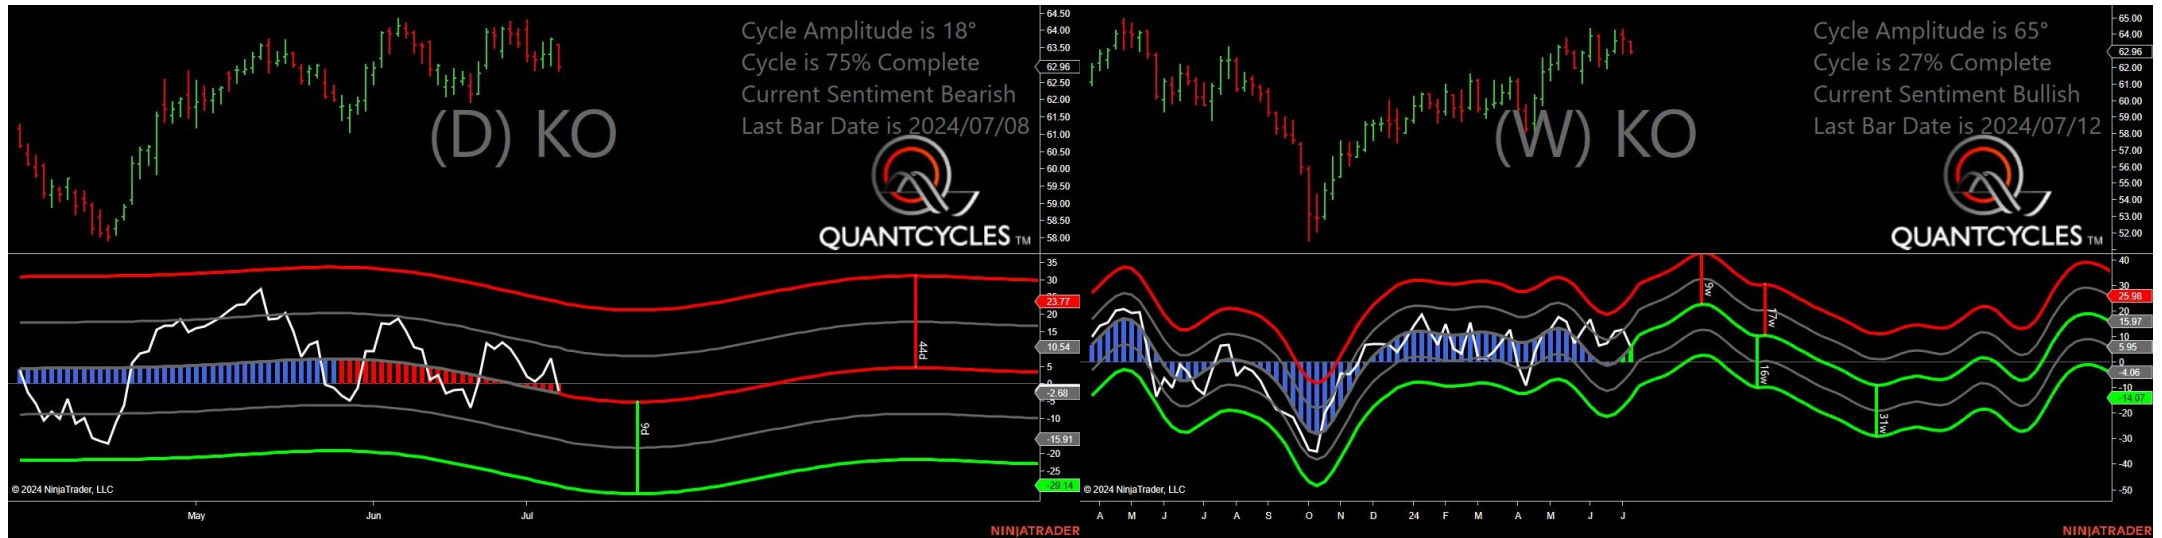 Cycle Amplitude is 18°
Cycle is 75% Complete
Current Sentiment Bearish
Last Bar Date is 2024/07/08
(D) KO
QUANTCYCLES TM
64.50
64.00
63.50
62.96
62.50
62.00
61.50
61.00
60.50
60.00
59.50
59.00
58.50
58.00
35
30
23.77
20
15
10.54
5
-2.68
-5
-10
-15.91
-20
-25
-29.14
44d
9d
© 2024 NinjaTrader, LLC
May
Jun
Jul
NINJATRADER
Cycle Amplitude is 65°
Cycle is 27% Complete
Current Sentiment Bullish
Last Bar Date is 2024/07/12
(W) KO
QUANTCYCLES TM
65.00
64.00
62.96
62.00
61.00
60.00
59.00
58.00
57.00
56.00
55.00
54.00
53.00
52.00
40
30
25.98
20
15.97
10
5.95
0
-4.06
-10
-14.07
-20
-30
-40
-50
9w
17w
16w
31w
© 2024 NinjaTrader, LLC
A
M
J
J
A
S
O
N
D
24
F
M
A
M
J
J
NINJATRADER